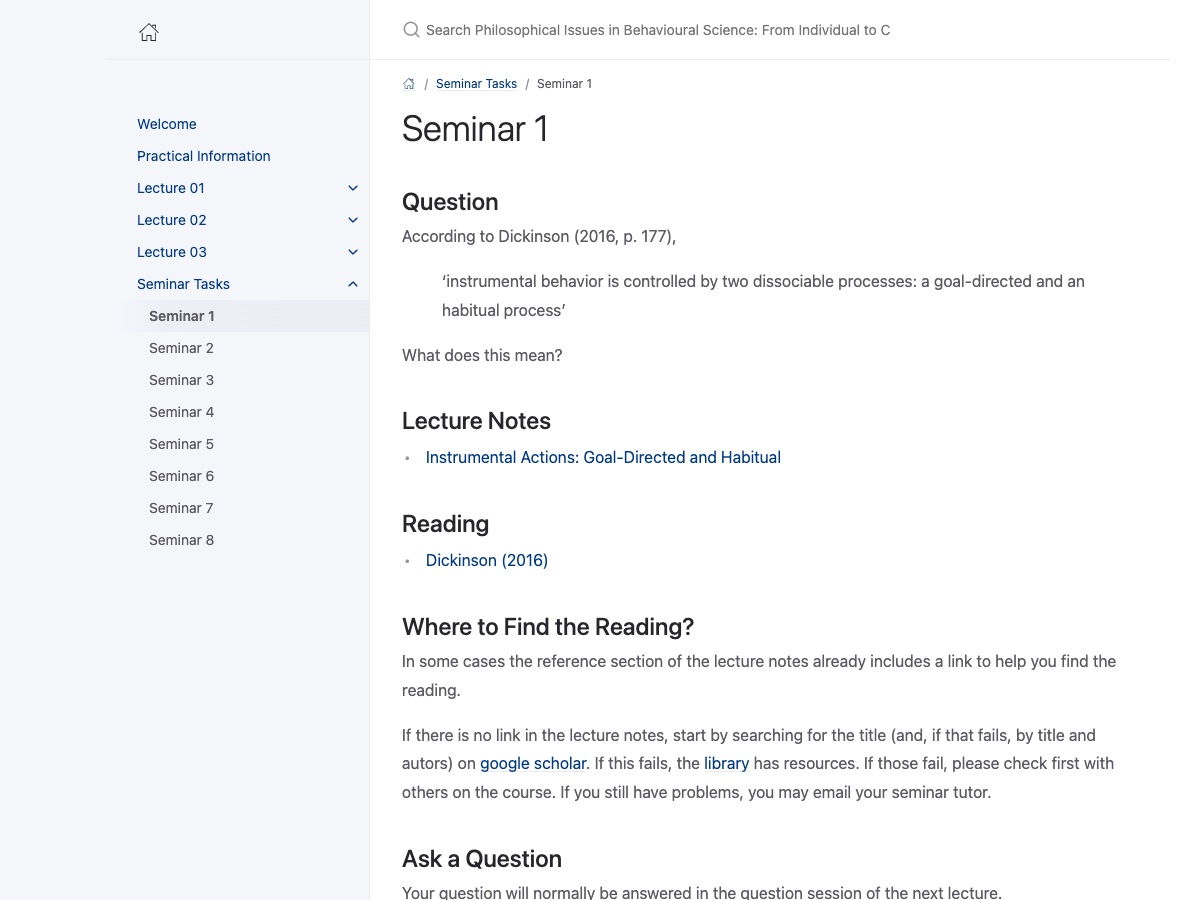 Search Philosophical Issues in Behavioural Science: From Individual to C
/ Seminar Tasks / Seminar 1
Welcome
Practical Information
Lecture 01
Lecture 02
Lecture 03
Seminar Tasks
Seminar 1
Seminar 2
Seminar 3
Seminar 4
Seminar 5
Seminar 6
Seminar 7
Seminar 8
Seminar 1
Question
According to Dickinson (2016, p. 177),
‘instrumental behavior is controlled by two dissociable processes: a goal-directed and an
habitual process’
What does this mean?
Lecture Notes
• Instrumental Actions: Goal-Directed and Habitual
Reading
• Dickinson (2016)
Where to Find the Reading?
In some cases the reference section of the lecture notes already includes a link to help you find the
reading.
If there is no link in the lecture notes, start by searching for the title (and, if that fails, by title and
autors) on google scholar. If this fails, the library has resources. If those fail, please check first with
others on the course. If you still have problems, you may email your seminar tutor.
Ask a Question
Your question will normally be answered in the question session of the next lecture.